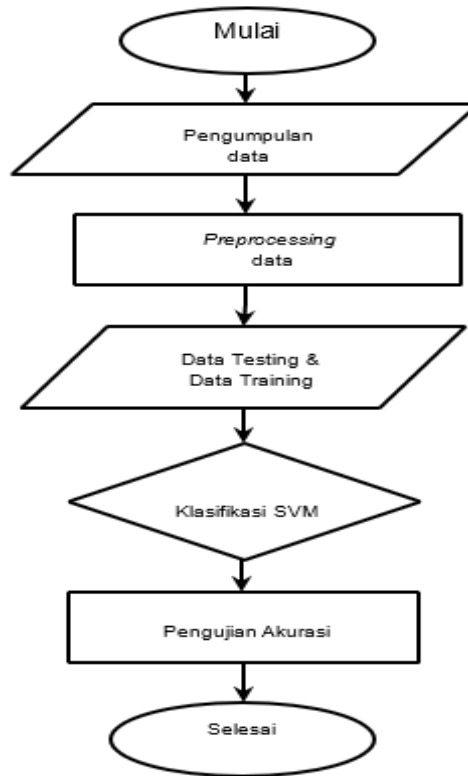 Mulai
Pengumpulan
data
Preprocessing
data
Data Testing &
Data Training
Klasifikasi SVM
Pengujian Akurasi
Selesai